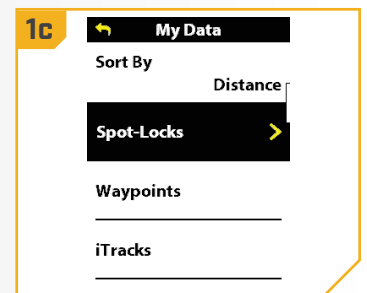 1c
My Data
Sort By
Distance
Spot-Locks
Waypoints
iTracks